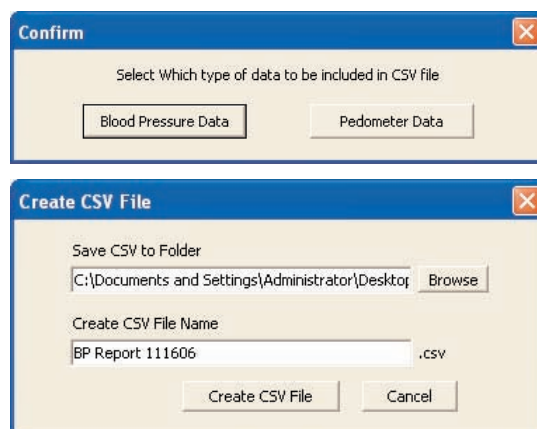 Confirm
Select Which type of data to be included in CSV file
Blood Pressure Data Pedometer Data
Create CSV File
Save CSV to Folder
C:\Documents and Settings\Administrator\Desktop Browse
Create CSV File Name
BP Report 111606 .csv
Create CSV File Cancel